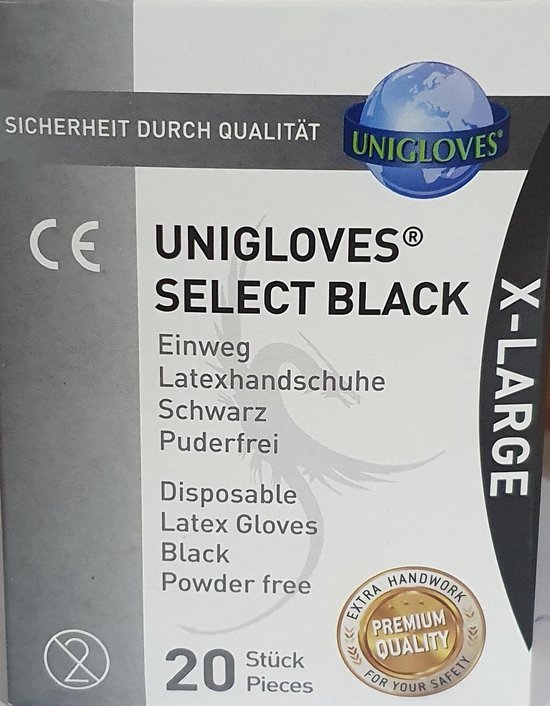 SICHERHEIT DURCH QUALITÄT
UNIGLOVES®
CE
UNIGLOVES®
SELECT BLACK
X-LARGE
Einweg
Latexhandschuhe
Schwarz
Puderfrei
Disposable
Latex Gloves
Black
Powder free
EXTRA HANDWORK
PREMIUM
QUALITY
FOR YOUR SAFETY
2
20 Stück
Pieces